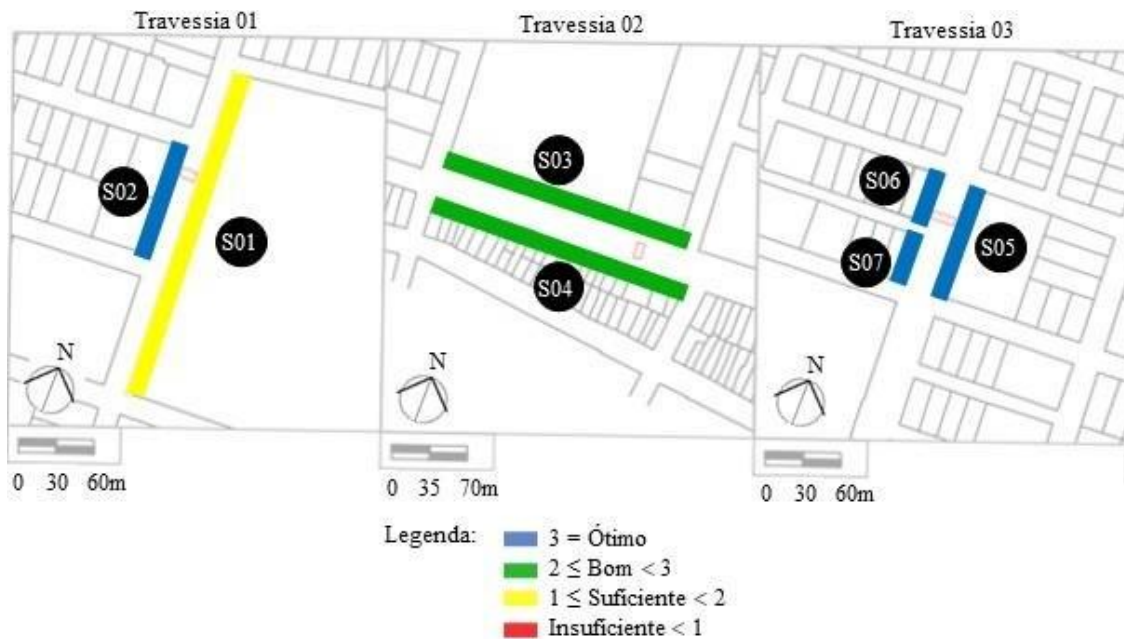 Travessia 01
Travessia 02
Travessia 03
S02
S01
S03
S04
S06
S07
S05
N
N
N
0 30 60m
0 35 70m
0 30 60m
Legenda:
3 = Ótimo
2 ≤ Bom < 3
1 ≤ Suficiente < 2
Insuficiente < 1